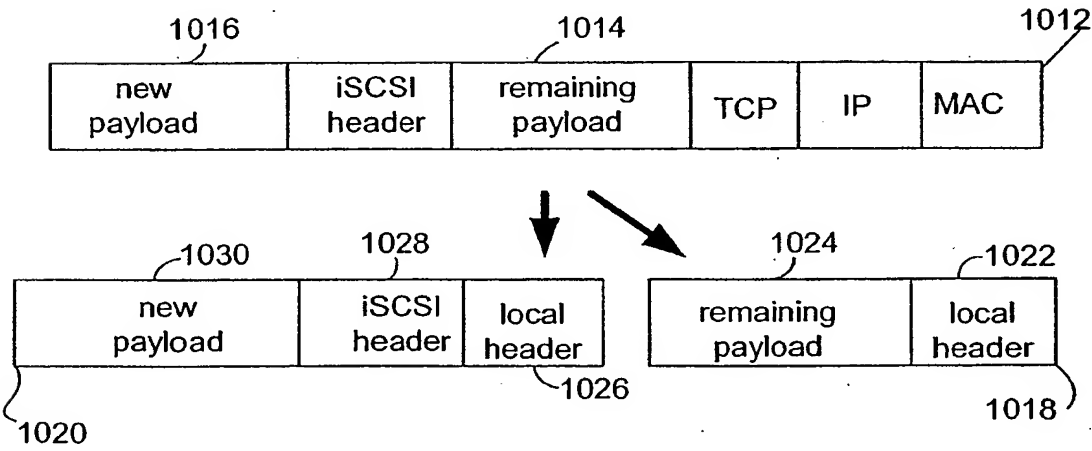 1016
1014
1012
new
payload
iSCSI
header
remaining
payload
TCP
IP
MAC
1030
1028
1024
1022
new
payload
iSCSI
header
local
header
remaining
payload
local
header
1026
1018
1020